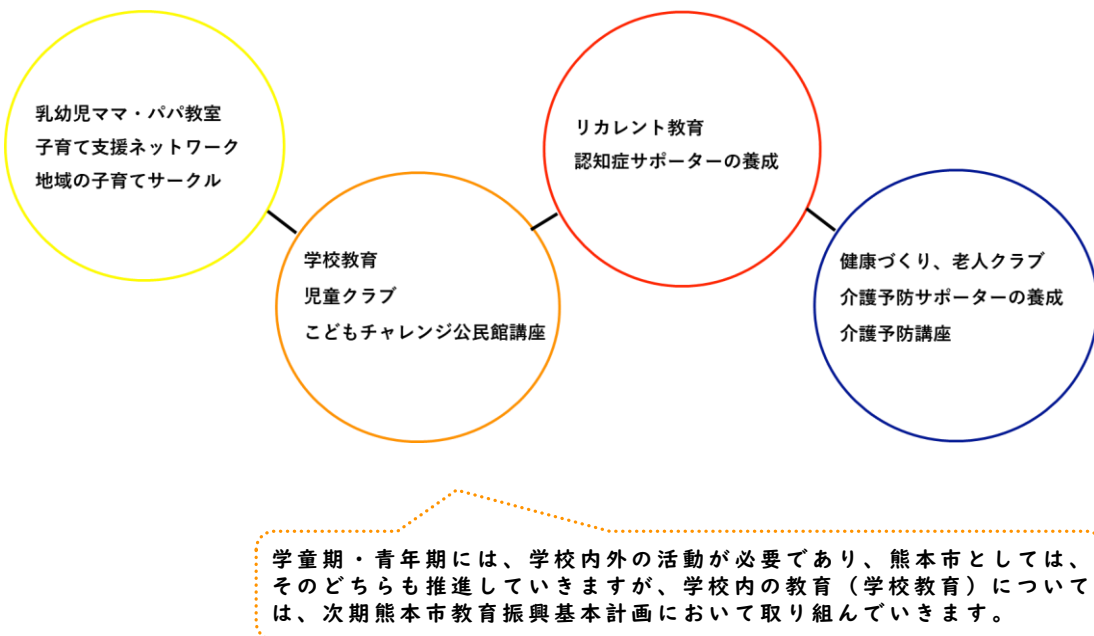 乳幼児ママ・パパ教室
子育て支援ネットワーク
地域の子育てサークル
学校教育
児童クラブ
こどもチャレンジ公民館講座
リカレント教育
認知症サポーターの養成
健康づくり、老人クラブ
介護予防サポーターの養成
介護予防講座
学童期・青年期には、学校内外の活動が必要であり、熊本市としては、
そのどちらも推進していきますが、学校内の教育（学校教育）について
は、次期熊本市教育振興基本計画において取り組んでいきます。